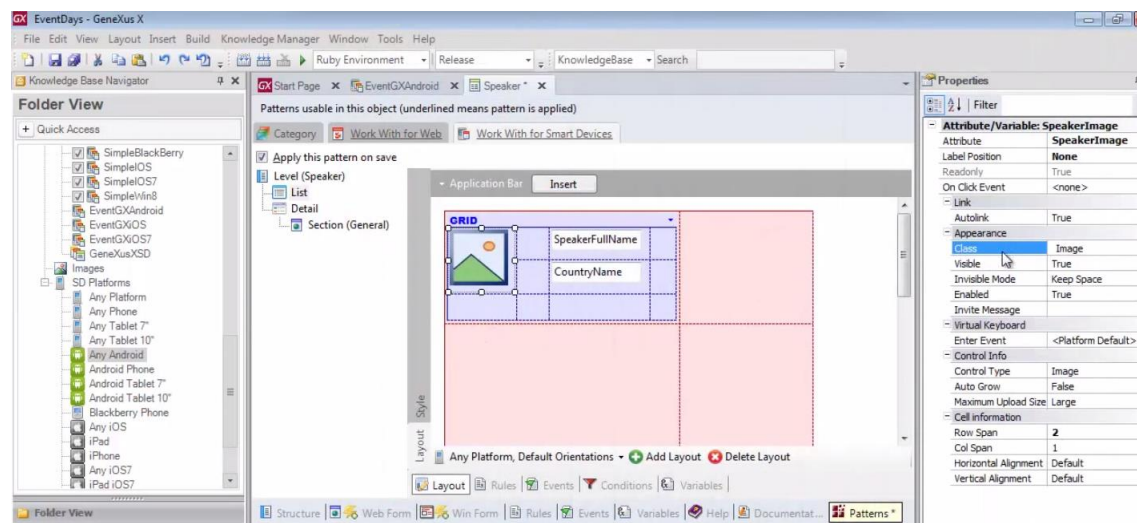 EventDays - GeneXus X
File Edit View Layout Insert Build Knowledge Manager Window Tools Help
Ruby Environment Release KnowledgeBase Search
Knowledge Base Navigator
Folder View
+ Quick Access
SimpleBlackBerry
SimpleIOS
SimpleIOS7
SimpleWin8
EventGXAndroid
EventGXiOS
EventGXiOS7
GeneXusXSD
Images
SD Platforms
Any Platform
Any Phone
Any Tablet 7"
Any Tablet 10"
Any Android
Android Phone
Android Tablet 7"
Android Tablet 10"
Blackberry Phone
Any iOS
iPad
iPhone
Any iOS7
iPad iOS7
Folder View
Start Page X EventGXAndroid X Speaker * X
Patterns usable in this object (underlined means pattern is applied)
Category Work With for Web Work With for Smart Devices
Apply this pattern on save
Level (Speaker)
List
Detail
Section (General)
Application Bar Insert
GRID
SpeakerFullName
CountryName
Style
Layout
Any Platform, Default Orientations Add Layout Delete Layout
Layout Rules Events Conditions Variables
Structure Web Form Win Form Rules Events Variables Help Documentat... Patterns *
Properties
Filter
Attribute/Variable: SpeakerImage
Attribute SpeakerImage
Label Position None
Readonly True
On Click Event <none>
Link
Autolink True
Appearance
Class Image
Visible True
Invisible Mode Keep Space
Enabled True
Invite Message
Virtual Keyboard
Enter Event <Platform Default>
Control Info
Control Type Image
Auto Grow False
Maximum Upload Size Large
Cell information
Row Span 2
Col Span 1
Horizontal Alignment Default
Vertical Alignment Default